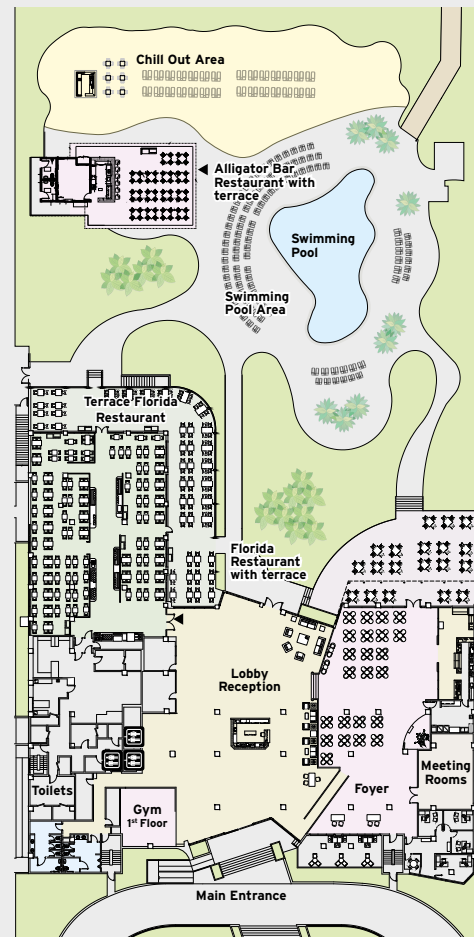 Chill Out Area
Alligator Bar
Restaurant with
terrace
Swimming
Pool
Swimming
Pool Area
Terrace Florida
Restaurant
Florida
Restaurant
with terrace
Lobby
Reception
Meeting
Rooms
Toilets
Gym
1st Floor
Foyer
Main Entrance